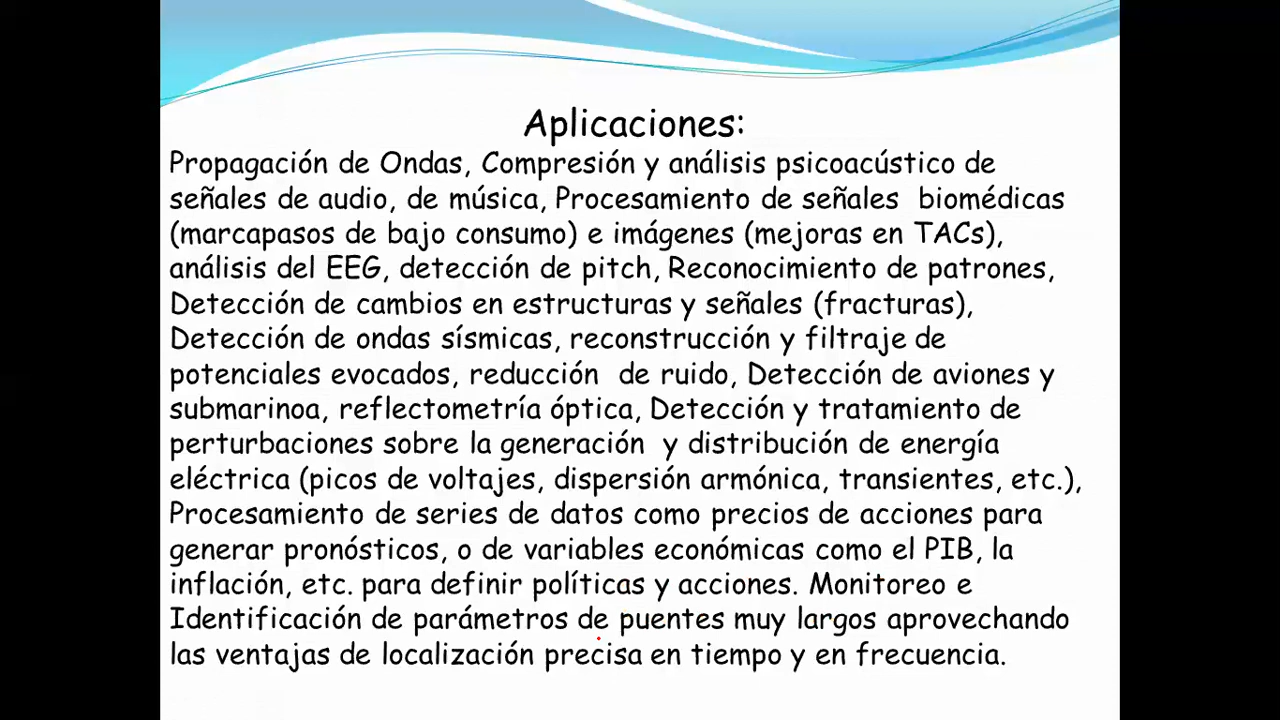 Aplicaciones:
Propagación de Ondas, Compresión y análisis psicoacústico de
señales de audio, de música, Procesamiento de señales  biomédicas
(marcapasos de bajo consumo) e imágenes (mejoras en TACs),
análisis del EEG, detección de pitch, Reconocimiento de patrones,
Detección de cambios en estructuras y señales (fracturas),
Detección de ondas sísmicas, reconstrucción y filtraje de
potenciales evocados, reducción  de ruido, Detección de aviones y
submarinoa, reflectometría óptica, Detección y tratamiento de
perturbaciones sobre la generación  y distribución de energía
eléctrica (picos de voltajes, dispersión armónica, transientes, etc.),
Procesamiento de series de datos como precios de acciones para
generar pronósticos, o de variables económicas como el PIB, la
inflación, etc. para definir políticas y acciones. Monitoreo e
Identificación de parámetros de puentes muy largos aprovechando
las ventajas de localización precisa en tiempo y en frecuencia.